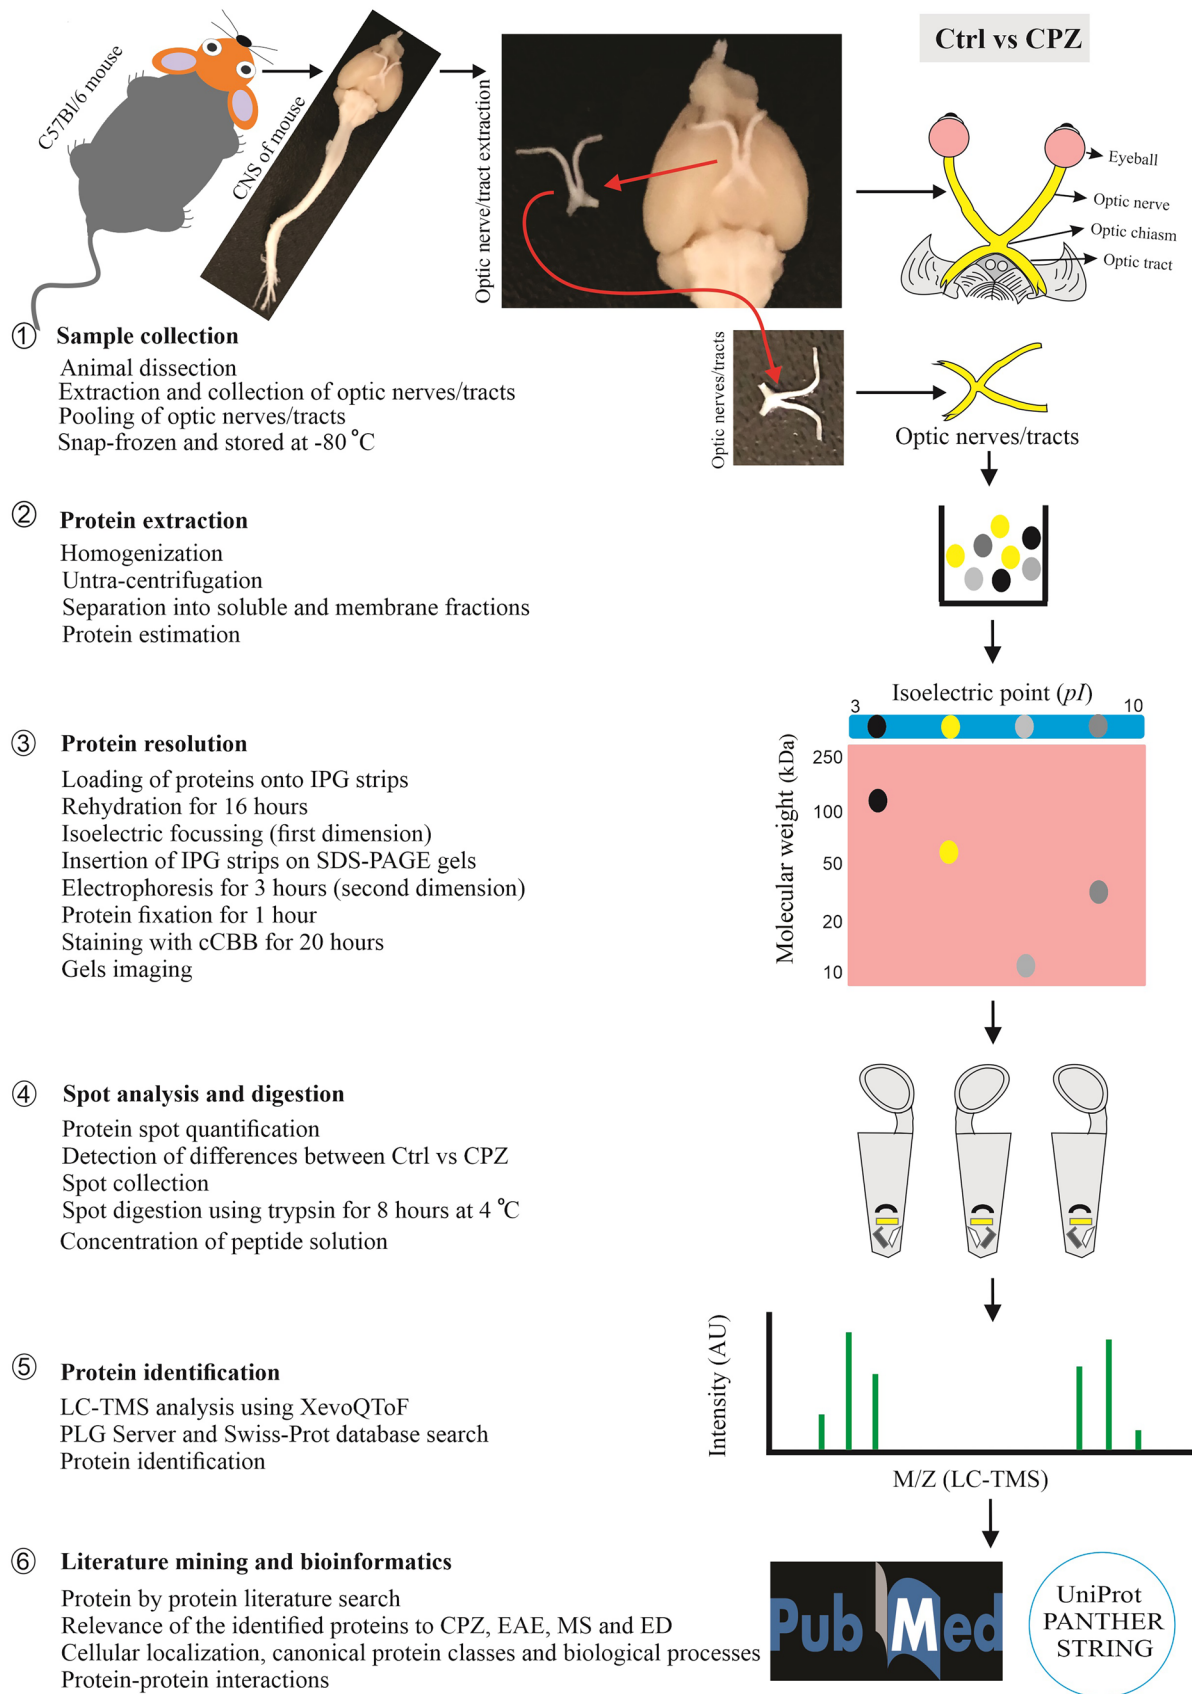 Ctrl vs CPZ
C57Bl/6 mouse
CNS of mouse
Optic nerve/tract extraction
Eyeball
Optic nerve
Optic chiasm
Optic tract
① Sample collection
Animal dissection
Extraction and collection of optic nerves/tracts
Pooling of optic nerves/tracts
Snap-frozen and stored at -80 °C
Optic nerves/tracts
Optic nerves/tracts
② Protein extraction
Homogenization
Untra-centrifugation
Separation into soluble and membrane fractions
Protein estimation
③ Protein resolution
Loading of proteins onto IPG strips
Rehydration for 16 hours
Isoelectric focussing (first dimension)
Insertion of IPG strips on SDS-PAGE gels
Electrophoresis for 3 hours (second dimension)
Protein fixation for 1 hour
Staining with cCBB for 20 hours
Gels imaging
Isoelectric point (pI)
3
10
Molecular weight (kDa)
250
100
50
20
10
④ Spot analysis and digestion
Protein spot quantification
Detection of differences between Ctrl vs CPZ
Spot collection
Spot digestion using trypsin for 8 hours at 4 °C
Concentration of peptide solution
⑤ Protein identification
LC-TMS analysis using XevoQToF
PLG Server and Swiss-Prot database search
Protein identification
Intensity (AU)
M/Z (LC-TMS)
⑥ Literature mining and bioinformatics
Protein by protein literature search
Relevance of the identified proteins to CPZ, EAE, MS and ED
Cellular localization, canonical protein classes and biological processes
Protein-protein interactions
PubMed
UniProt
PANTHER
STRING